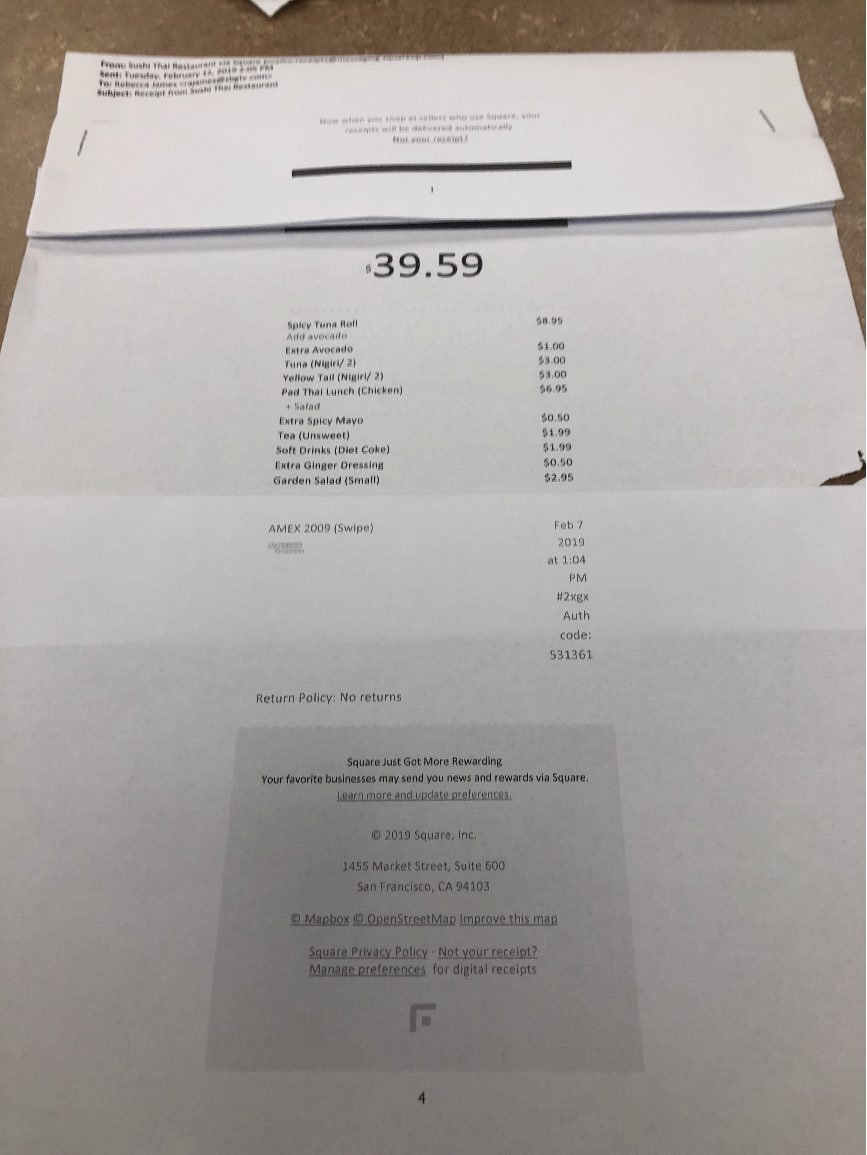 From: Sushi Thai Restaurant via Square
Sent: Tuesday, February 12, 2019 2:05 PM
To: Rebecca James
Subject: Receipt from Sushi Thai Restaurant
Now when you shop at sellers who use Square, your
receipts will be delivered automatically.
Not your receipt?
1
$39.59
Spicy Tuna Roll $8.95
Add avocado
Extra Avocado $1.00
Tuna (Nigiri/ 2) $3.00
Yellow Tail (Nigiri/ 2) $3.00
Pad Thai Lunch (Chicken) $6.95
+ Salad
Extra Spicy Mayo $0.50
Tea (Unsweet) $1.99
Soft Drinks (Diet Coke) $1.99
Extra Ginger Dressing $0.50
Garden Salad (Small) $2.95
AMEX 2009 (Swipe) Feb 7
2019
at 1:04
PM
#2xgx
Auth
code:
531361
Return Policy: No returns
Square Just Got More Rewarding
Your favorite businesses may send you news and rewards via Square.
Learn more and update preferences.
© 2019 Square, Inc.
1455 Market Street, Suite 600
San Francisco, CA 94103
© Mapbox © OpenStreetMap Improve this map
Square Privacy Policy · Not your receipt?
Manage preferences for digital receipts
4